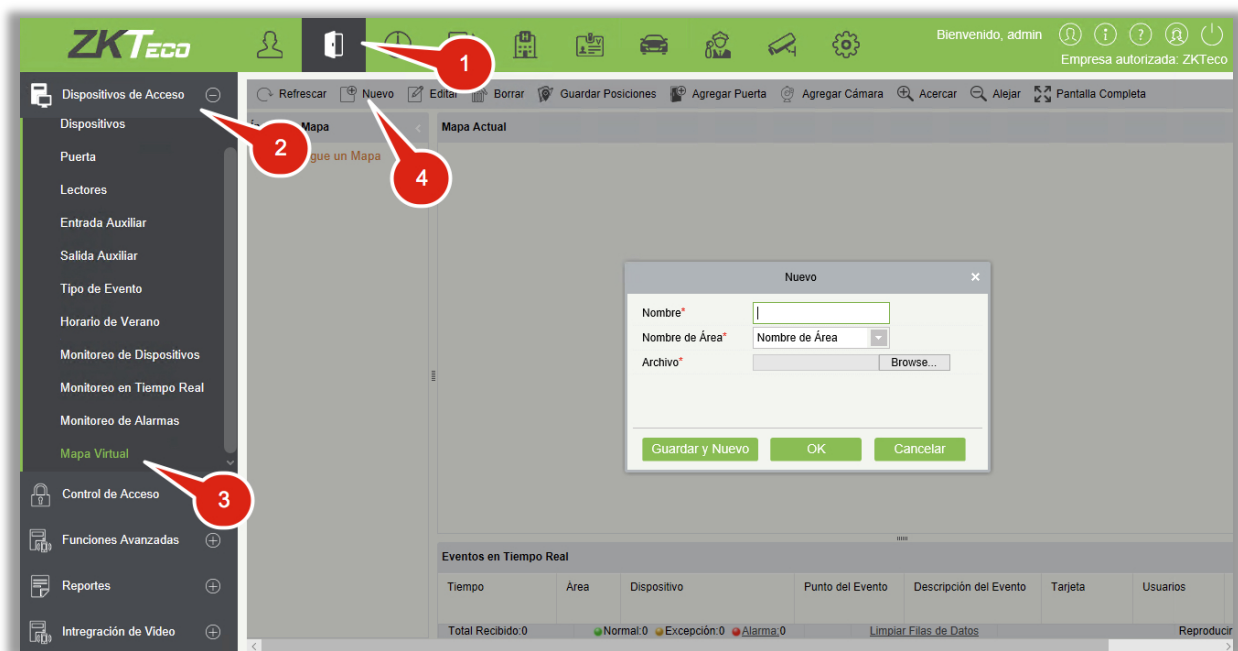 ZKTECO
Bienvenido, admin
Empresa autorizada: ZKTeco
1
Dispositivos de Acceso
Refrescar Nuevo Editar Borrar Guardar Posiciones Agregar Puerta Agregar Cámara Acercar Alejar Pantalla Completa
2
Dispositivos
Puerta
Lectores
Entrada Auxiliar
Salida Auxiliar
Tipo de Evento
Horario de Verano
Monitoreo de Dispositivos
Monitoreo en Tiempo Real
Monitoreo de Alarmas
Mapa Virtual
3
Control de Acceso
Funciones Avanzadas
Reportes
Intregración de Video
Mapa
un Mapa
4
Mapa Actual
Nuevo
Nombre*
Nombre de Área* Nombre de Área
Archivo* Browse...
Guardar y Nuevo OK Cancelar
Eventos en Tiempo Real
Tiempo Área Dispositivo Punto del Evento Descripción del Evento Tarjeta Usuarios
Total Recibido:0 Normal:0 Excepción:0 Alarma:0 Limpiar Filas de Datos Reproducir